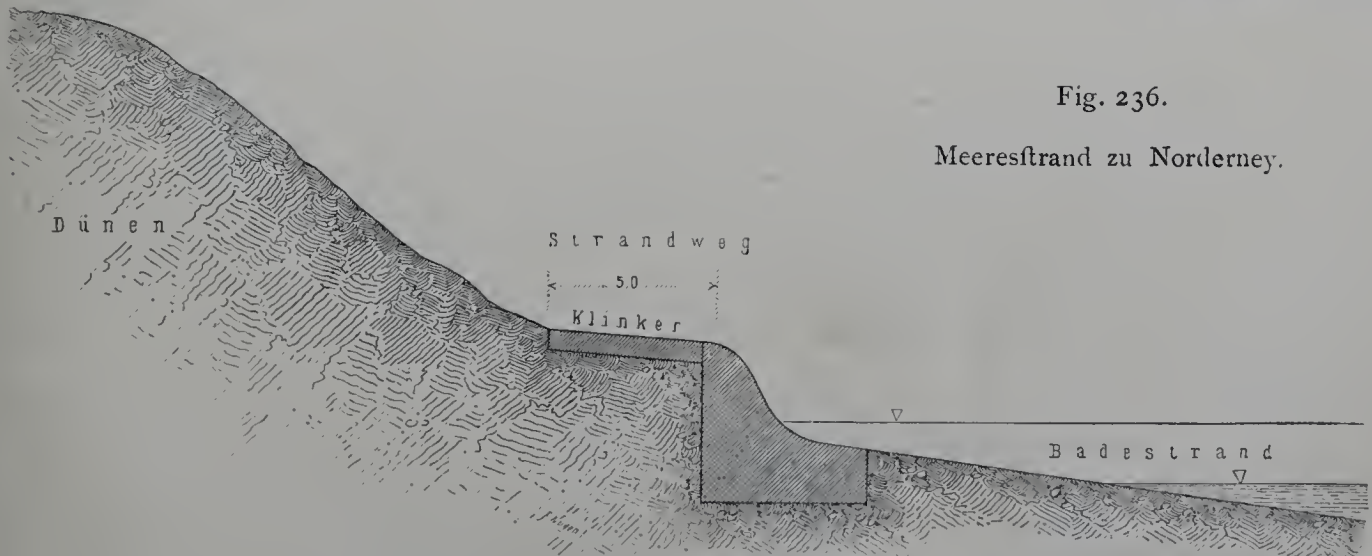 Fig. 236.
Meeresſtrand zu Norderney.
Dünen
Strandweg
5.0
Klinker
Badestrand